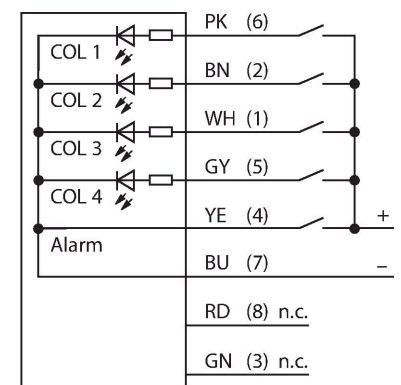 PK (6)
COL 1
BN (2)
COL 2
WH (1)
COL 3
GY (5)
COL 4
YE (4) +
Alarm
BU (7) –
RD (8) n.c.
GN (3) n.c.